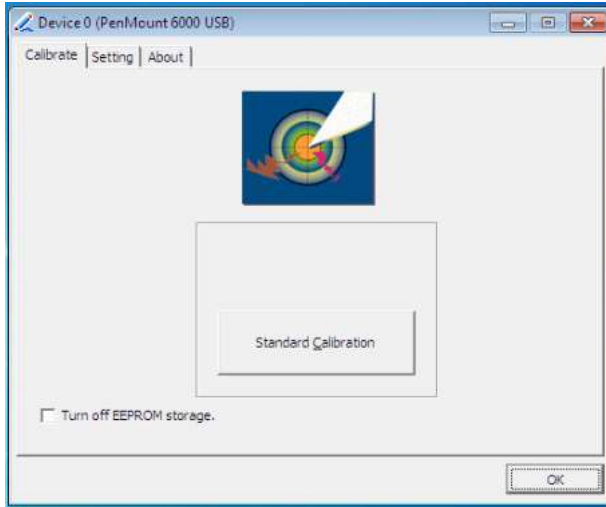 Device 0 (PenMount 6000 USB)
Calibrate Setting About
Standard Calibration
Turn off EEPROM storage.
OK